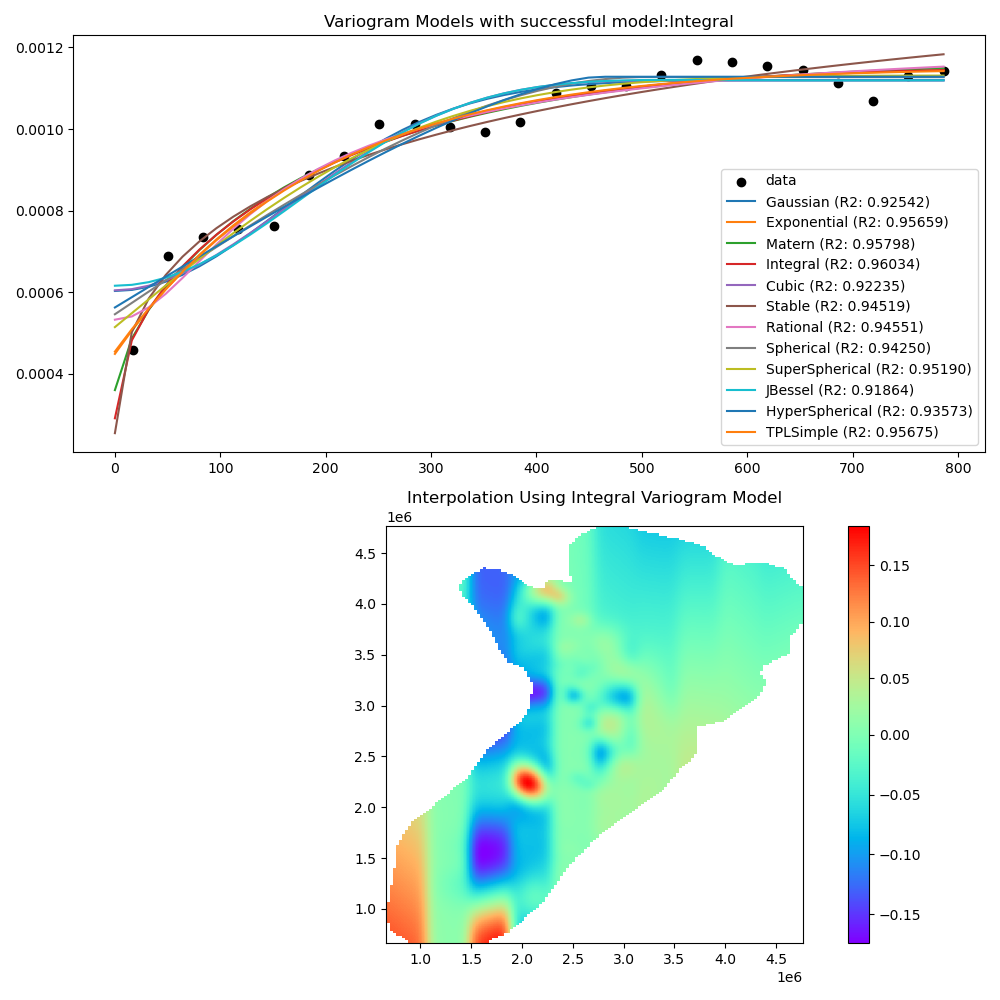 Variogram Models with successful model:Integral
0.0012
0.0010
0.0008
0.0006
0.0004
data
Gaussian (R2: 0.92542)
Exponential (R2: 0.95659)
Matern (R2: 0.95798)
Integral (R2: 0.96034)
Cubic (R2: 0.92235)
Stable (R2: 0.94519)
Rational (R2: 0.94551)
Spherical (R2: 0.94250)
SuperSpherical (R2: 0.95190)
JBessel (R2: 0.91864)
HyperSpherical (R2: 0.93573)
TPLSimple (R2: 0.95675)
0 100 200 300 400 500 600 700 800
Interpolation Using Integral Variogram Model
1e6
4.5
4.0
3.5
3.0
2.5
2.0
1.5
1.0
1.0 1.5 2.0 2.5 3.0 3.5 4.0 4.5
1e6
0.15
0.10
0.05
0.00
−0.05
−0.10
−0.15